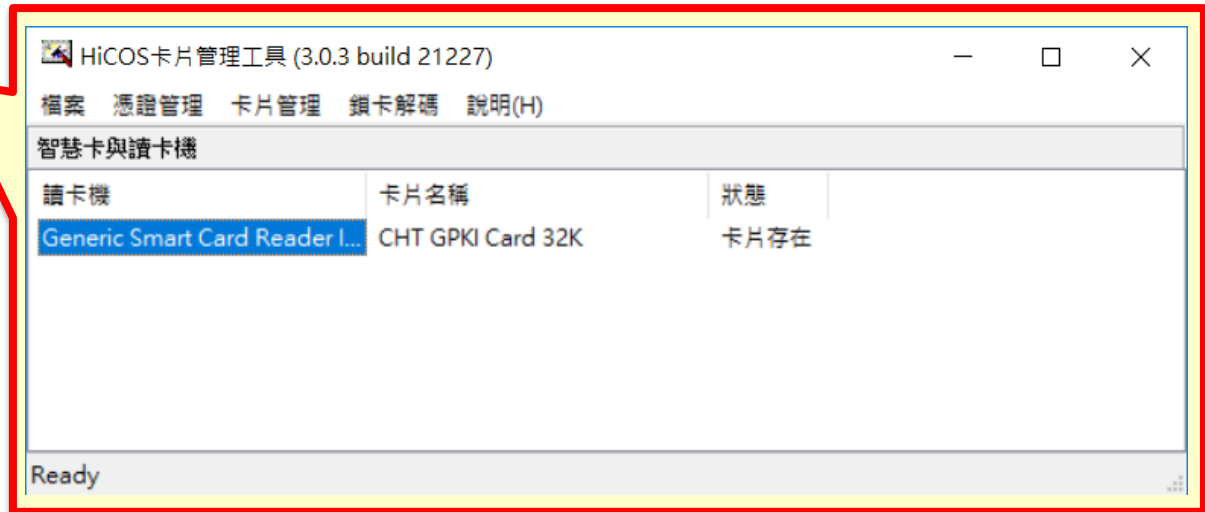 HiCOS卡片管理工具 (3.0.3 build 21227)
檔案 憑證管理 卡片管理 鎖卡解碼 說明(H)
智慧卡與讀卡機
讀卡機 卡片名稱 狀態
Generic Smart Card Reader I... CHT GPKI Card 32K 卡片存在
Ready